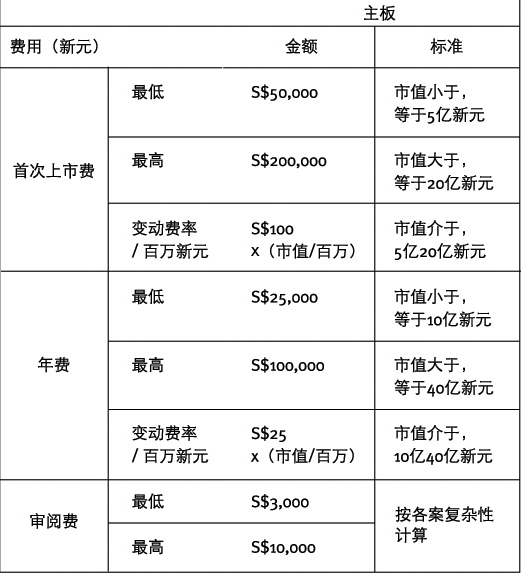 主板
费用（新元） 金额 标准
首次上市费
最低 S$50,000 市值小于，
等于5亿新元
最高 S$200,000 市值大于，
等于20亿新元
变动费率 S$100 市值介于，
/ 百万新元 x（市值/百万） 5亿20亿新元
年费
最低 S$25,000 市值小于，
等于10亿新元
最高 S$100,000 市值大于，
等于40亿新元
变动费率 S$25 市值介于，
/ 百万新元 x（市值/百万） 10亿40亿新元
审阅费
最低 S$3,000
按各案复杂性
计算
最高 S$10,000